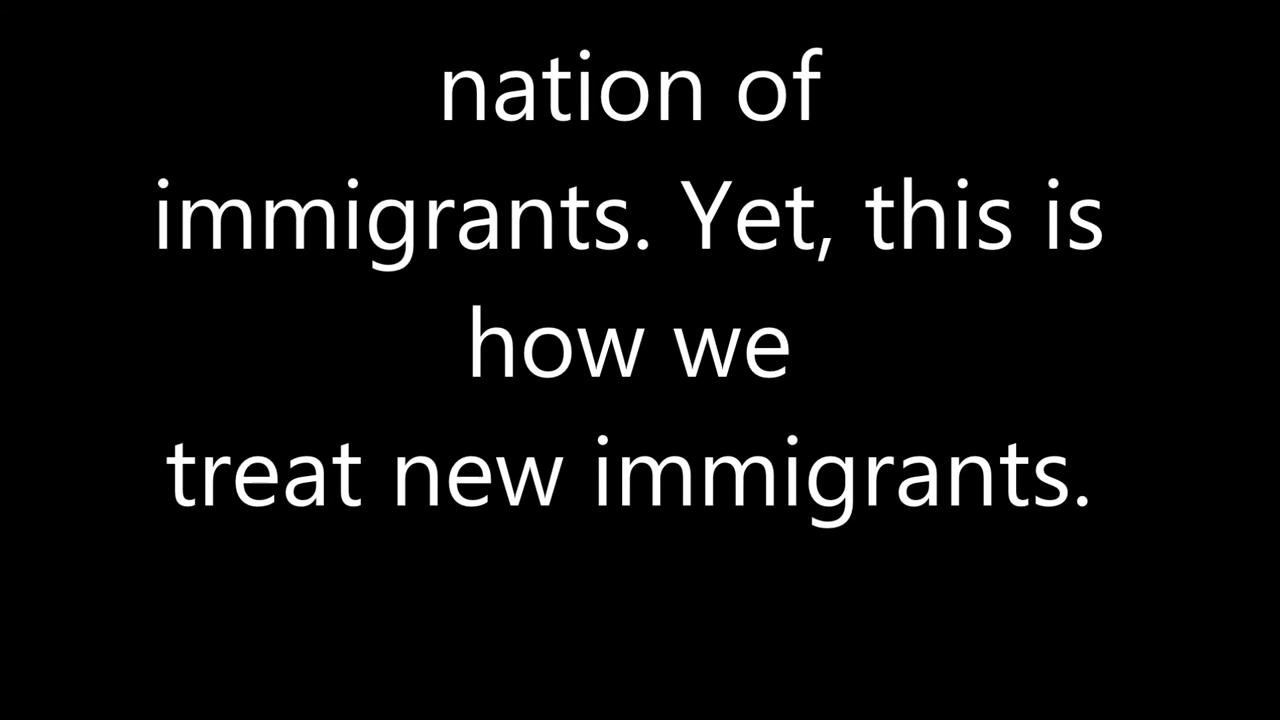 nation of
immigrants. Yet, this is
how we
treat new immigrants.